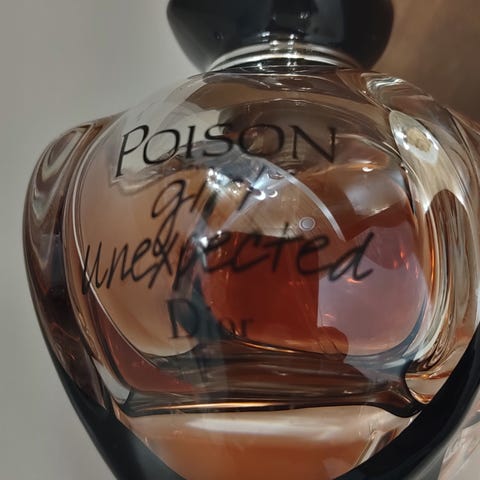 POISON
girl
unexpected
Dior